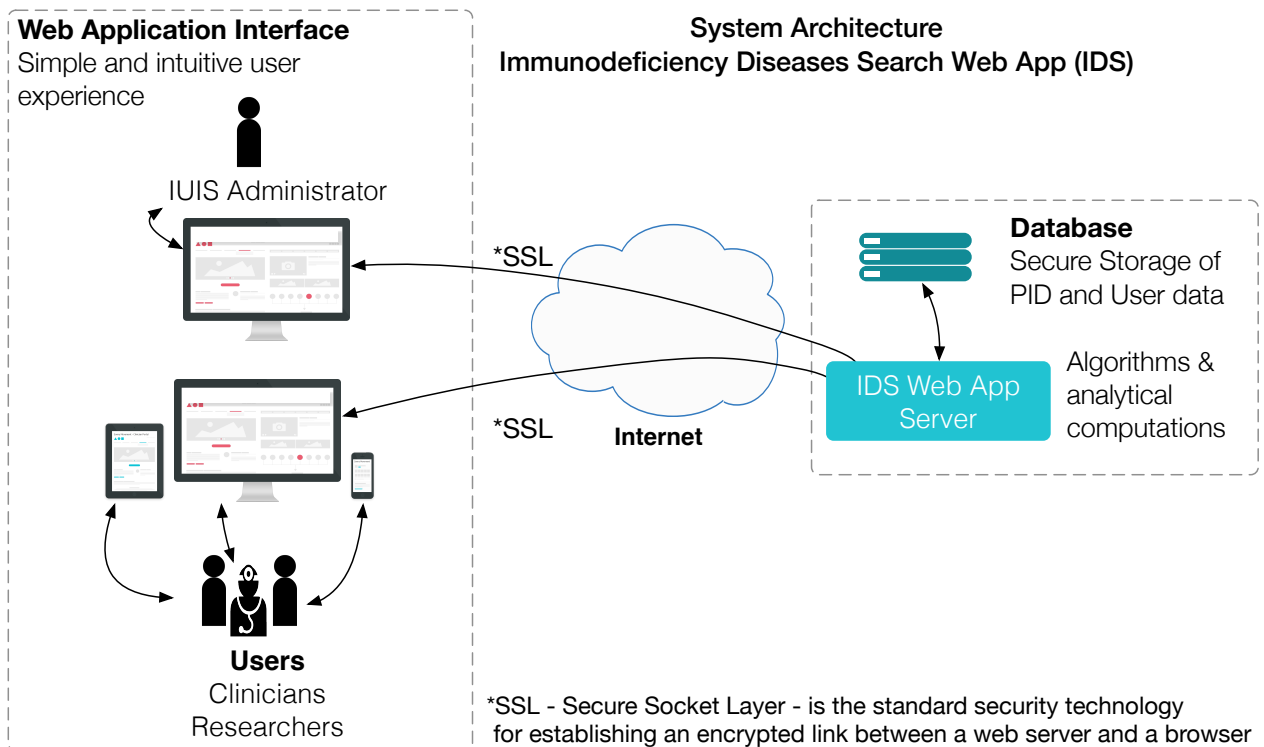 Web Application Interface
Simple and intuitive user
experience
IUIS Administrator
System Architecture
Immunodeficiency Diseases Search Web App (IDS)
*SSL
*SSL
Internet
Database
Secure Storage of
PID and User data
IDS Web App
Server
Algorithms &
analytical
computations
Users
Clinicians
Researchers
*SSL - Secure Socket Layer - is the standard security technology
for establishing an encrypted link between a web server and a browser